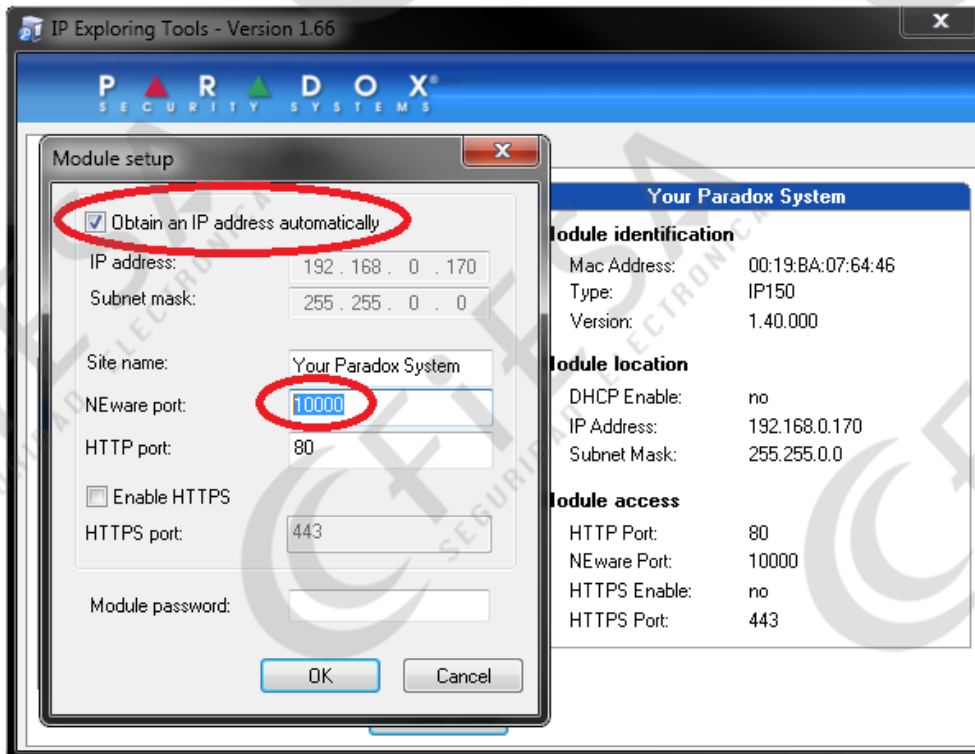 IP Exploring Tools - Version 1.66
PARADOX®
SECURITY SYSTEMS
Module setup
Obtain an IP address automatically
IP address: 192 . 168 . 0 . 170
Subnet mask: 255 . 255 . 0 . 0
Site name: Your Paradox System
NEware port: 10000
HTTP port: 80
Enable HTTPS
HTTPS port: 443
Module password:
OK Cancel
Your Paradox System
odule identification
Mac Address: 00:19:BA:07:64:46
Type: IP150
Version: 1.40.000
odule location
DHCP Enable: no
IP Address: 192.168.0.170
Subnet Mask: 255.255.0.0
odule access
HTTP Port: 80
NEware Port: 10000
HTTPS Enable: no
HTTPS Port: 443
CFIESA
SEGURIDAD ELECTRONICA